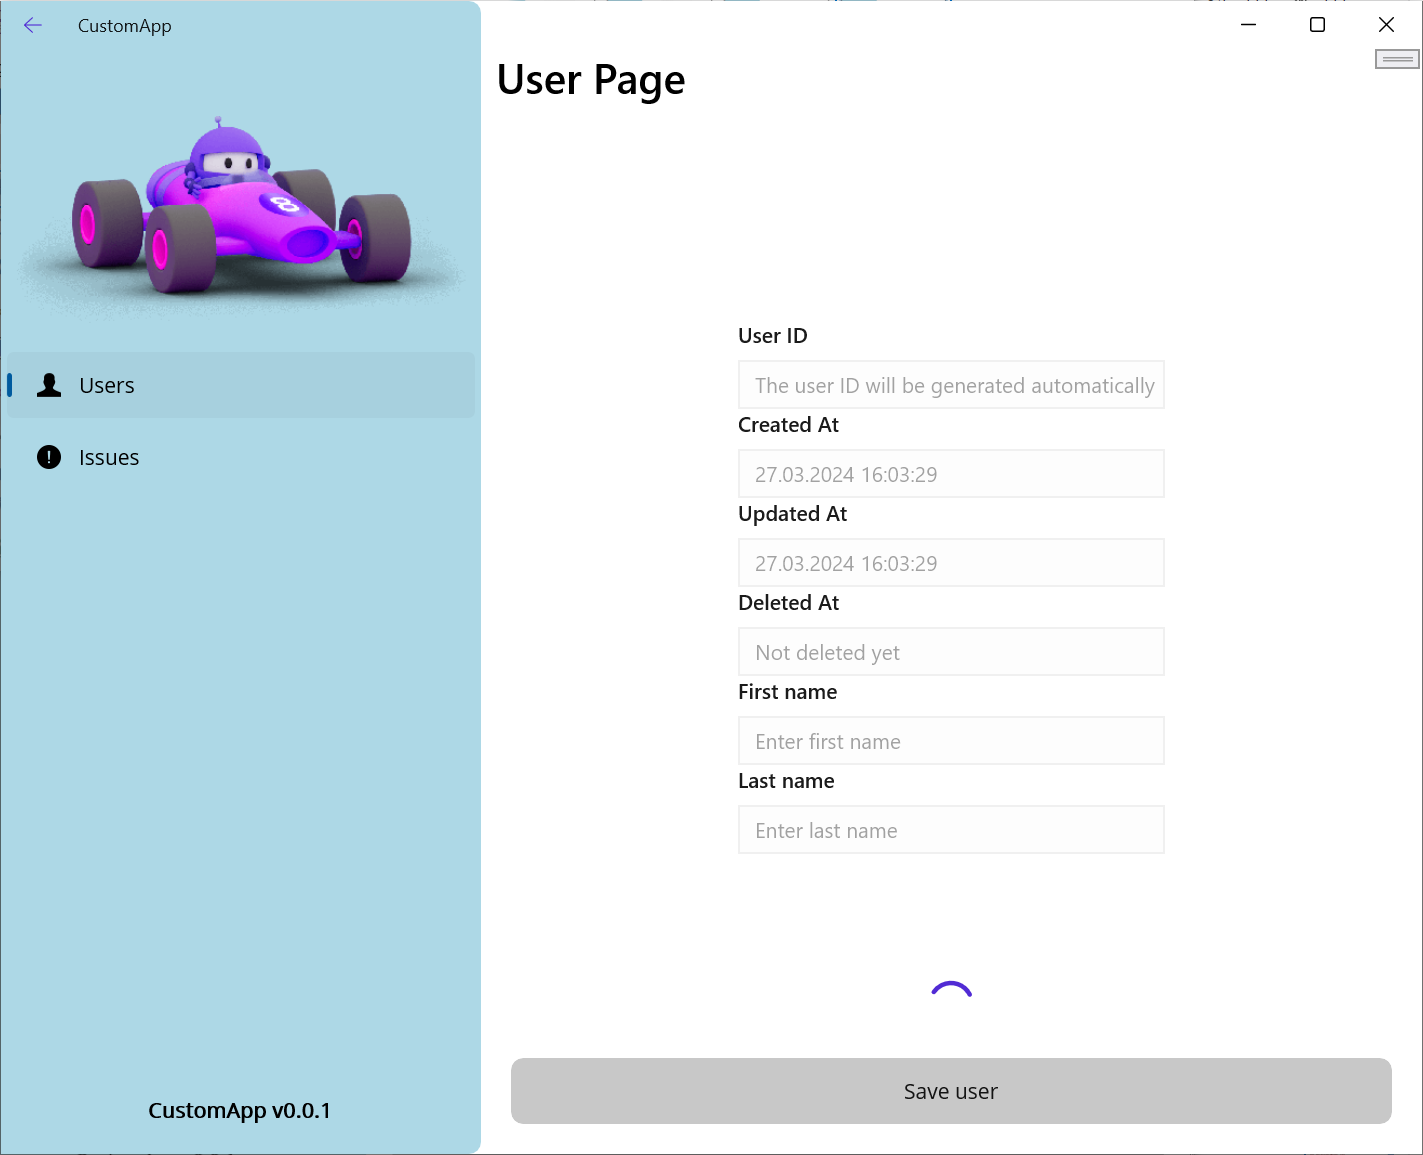 CustomApp
8
Users
Issues
CustomApp v0.0.1
User Page
User ID
The user ID will be generated automatically
Created At
27.03.2024 16:03:29
Updated At
27.03.2024 16:03:29
Deleted At
Not deleted yet
First name
Enter first name
Last name
Enter last name
Save user